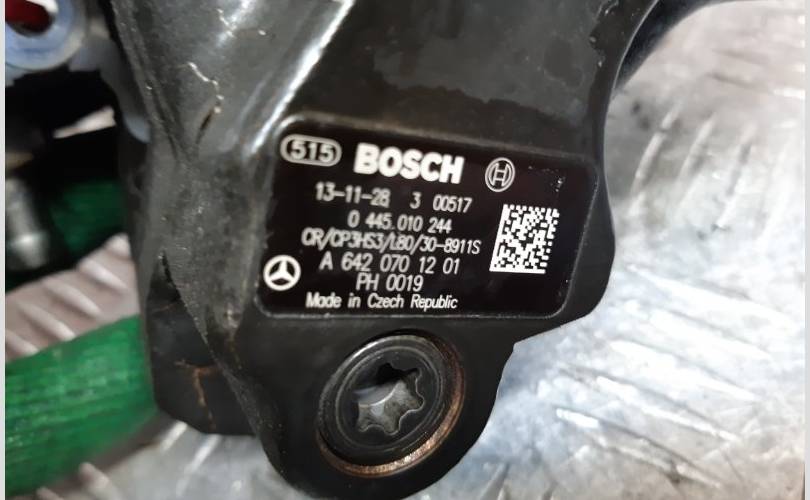 515 BOSCH
13-11-28 3 00517
0 445 010 244
CR/CP3HS3/L80/30-8911S
A 642 070 12 01
PH 0019
Made in Czech Republic